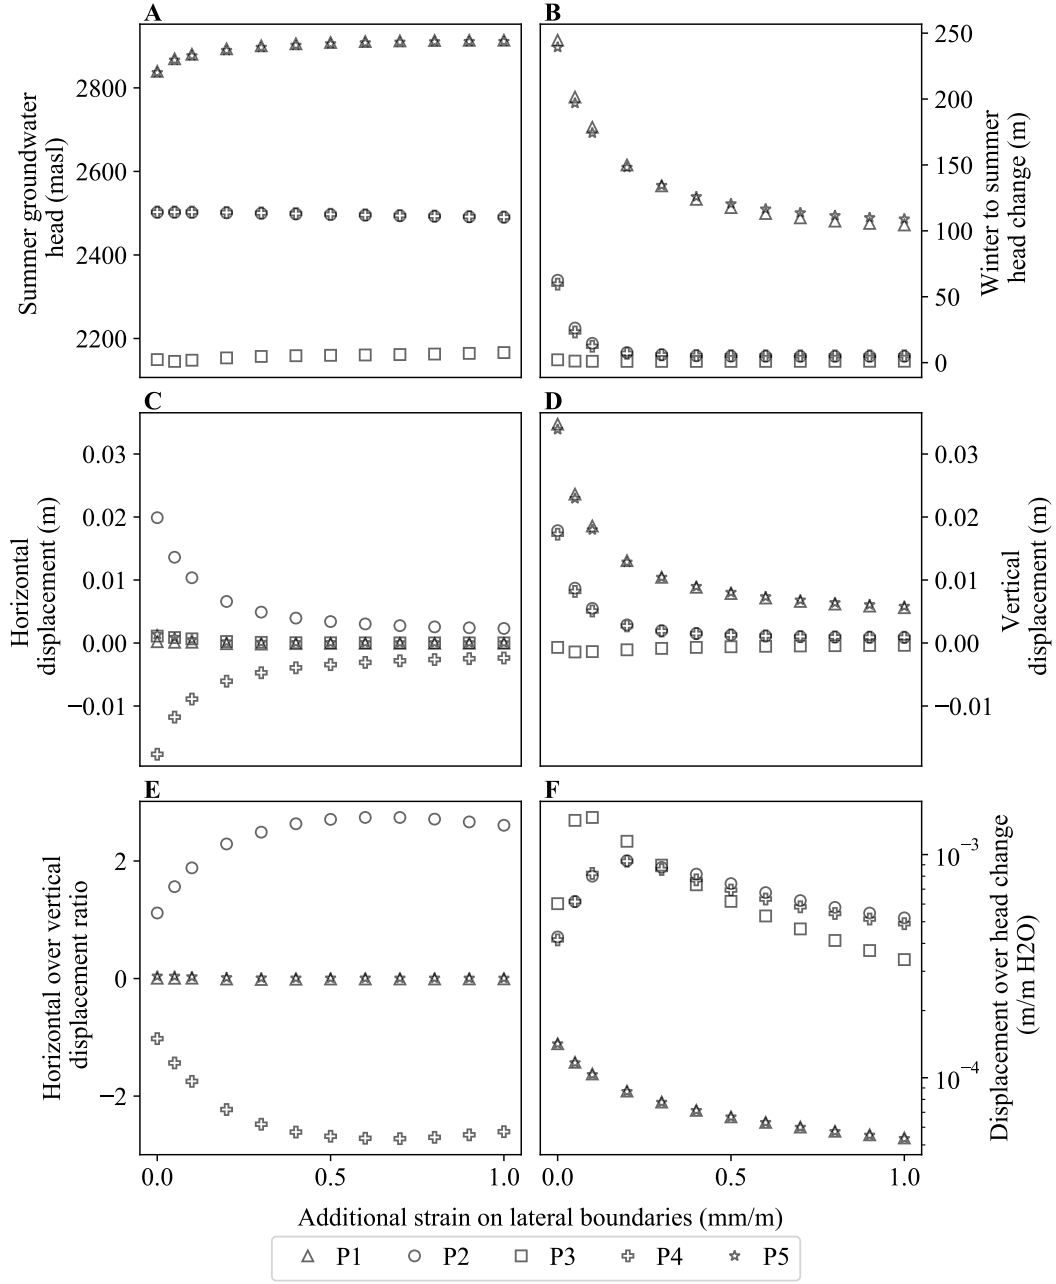 A
B
Summer groundwater
head (masl)
2800
2600
2400
2200
250
200
150
100
50
0
Winter to summer
head change (m)
C
D
Horizontal
displacement (m)
0.03
0.02
0.01
0.00
−0.01
0.03
0.02
0.01
0.00
−0.01
Vertical
displacement (m)
E
F
Horizontal over vertical
displacement ratio
2
0
−2
10⁻³
10⁻⁴
Displacement over head change
(m/m H2O)
0.0 0.5 1.0 0.0 0.5 1.0
Additional strain on lateral boundaries (mm/m)
P1 P2 P3 P4 P5